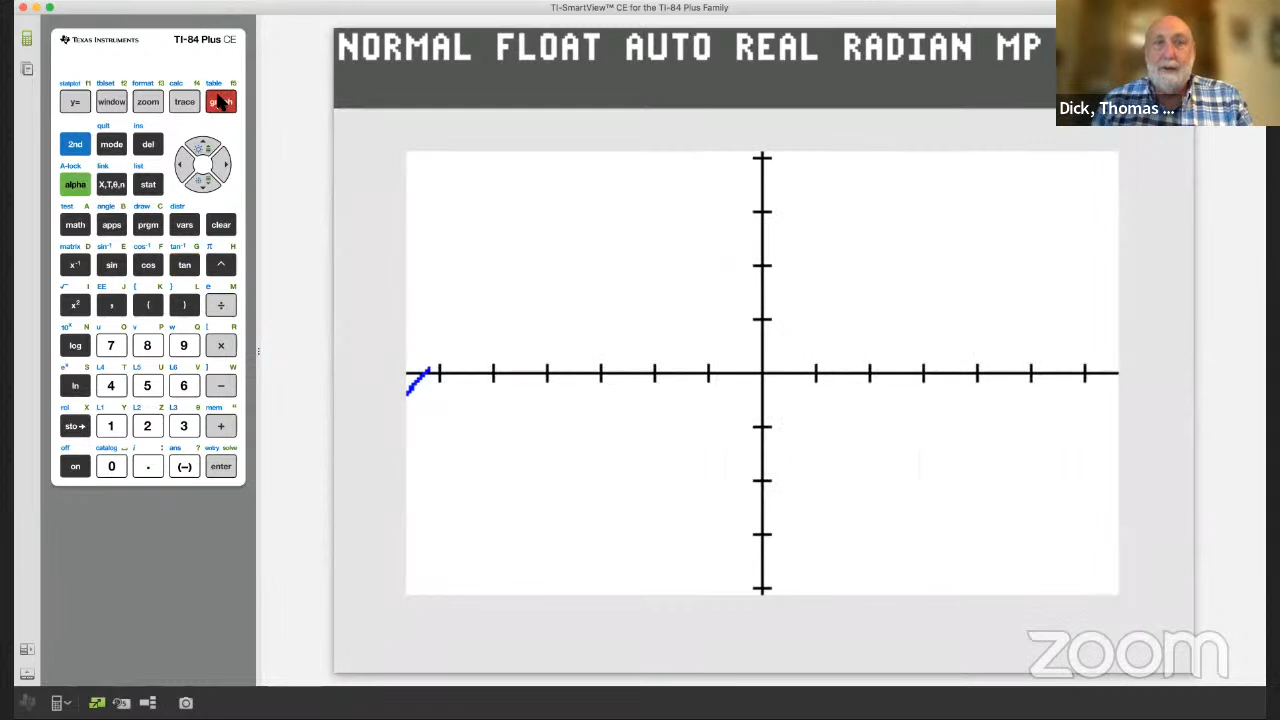 TI-SmartView™ CE for the TI-84 Plus Family
TEXAS INSTRUMENTS TI-84 Plus CE
statplot f1 tblset f2 format f3 calc f4 table f5
y= window zoom trace graph
quit ins
2nd mode del
A-lock link list
alpha X,T,θ,n stat
test A angle B draw C distr
math apps prgm vars clear
matrix D sin⁻¹ E cos⁻¹ F tan⁻¹ G π H
x⁻¹ sin cos tan ^
√ I EE J { K } L e M
x² , ( ) ÷
10ˣ N u O v P w Q [ R
log 7 8 9 ×
eˣ S L4 T L5 U L6 V ] W
ln 4 5 6 −
rcl X L1 Y L2 Z L3 θ mem "
sto→ 1 2 3 +
off catalog i : ans ? entry solve
on 0 . (−) enter
NORMAL FLOAT AUTO REAL RADIAN MP
Dick, Thomas ...
zoom